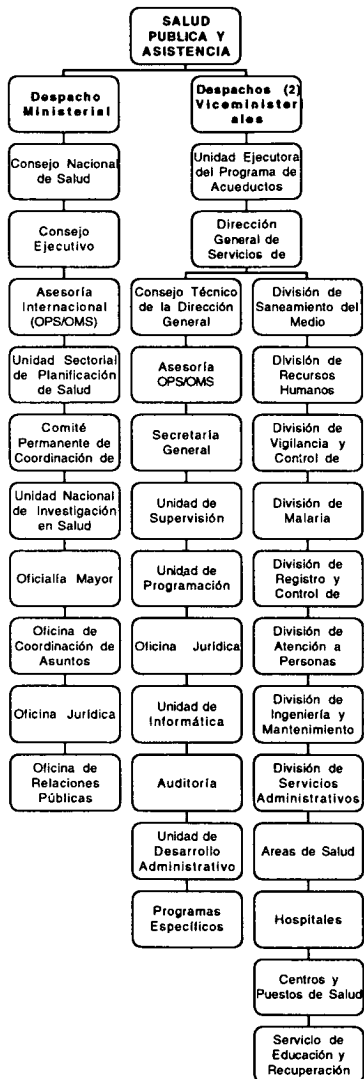 SALUD
PUBLICA Y
ASISTENCIA
Despacho
Ministerial
Consejo Nacional
de Salud
Consejo
Ejecutivo
Asesoría
Internacional
(OPS/OMS)
Unidad Sectorial
de Planificación
de Salud
Comité
Permanente de
Coordinación de
Unidad Nacional
de Investigación
en Salud
Oficialía Mayor
Oficina de
Coordinación de
Asuntos
Oficina Jurídica
Oficina de
Relaciones
Públicas
Despachos (2)
Viceminister
ales
Unidad Ejecutora
del Programa de
Acueductos
Dirección
General de
Servicios de
Consejo Técnico
de la Dirección
General
Asesoría
OPS/OMS
Secretaría
General
Unidad de
Supervisión
Unidad de
Programación
Oficina Jurídica
Unidad de
Informática
Auditoría
Unidad de
Desarrollo
Administrativo
Programas
Específicos
División de
Saneamiento del
Medio
División de
Recursos
Humanos
División de
Vigilancia y
Control de
División de
Malaria
División de
Registro y
Control de
División de
Atención a
Personas
División de
Ingeniería y
Mantenimiento
División de
Servicios
Administrativos
Areas de Salud
Hospitales
Centros y
Puestos de Salud
Servicio de
Educación y
Recuperación